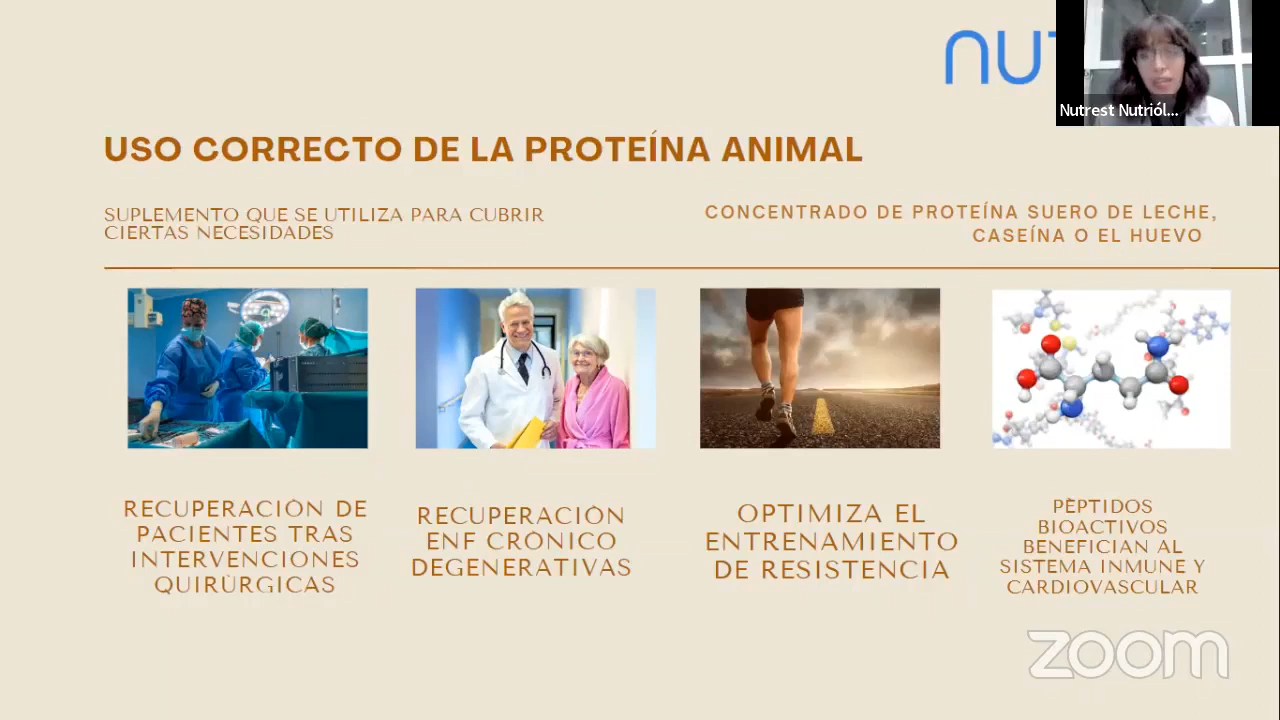 NUT
Nutrest Nutriól...
USO CORRECTO DE LA PROTEÍNA ANIMAL
SUPLEMENTO QUE SE UTILIZA PARA CUBRIR
CIERTAS NECESIDADES
CONCENTRADO DE PROTEÍNA SUERO DE LECHE,
CASEÍNA O EL HUEVO
RECUPERACIÓN DE
PACIENTES TRAS
INTERVENCIONES
QUIRÚRGICAS
RECUPERACIÓN
ENF CRÓNICO
DEGENERATIVAS
OPTIMIZA EL
ENTRENAMIENTO
DE RESISTENCIA
PÉPTIDOS
BIOACTIVOS
BENEFICIAN AL
SISTEMA INMUNE Y
CARDIOVASCULAR
zoom